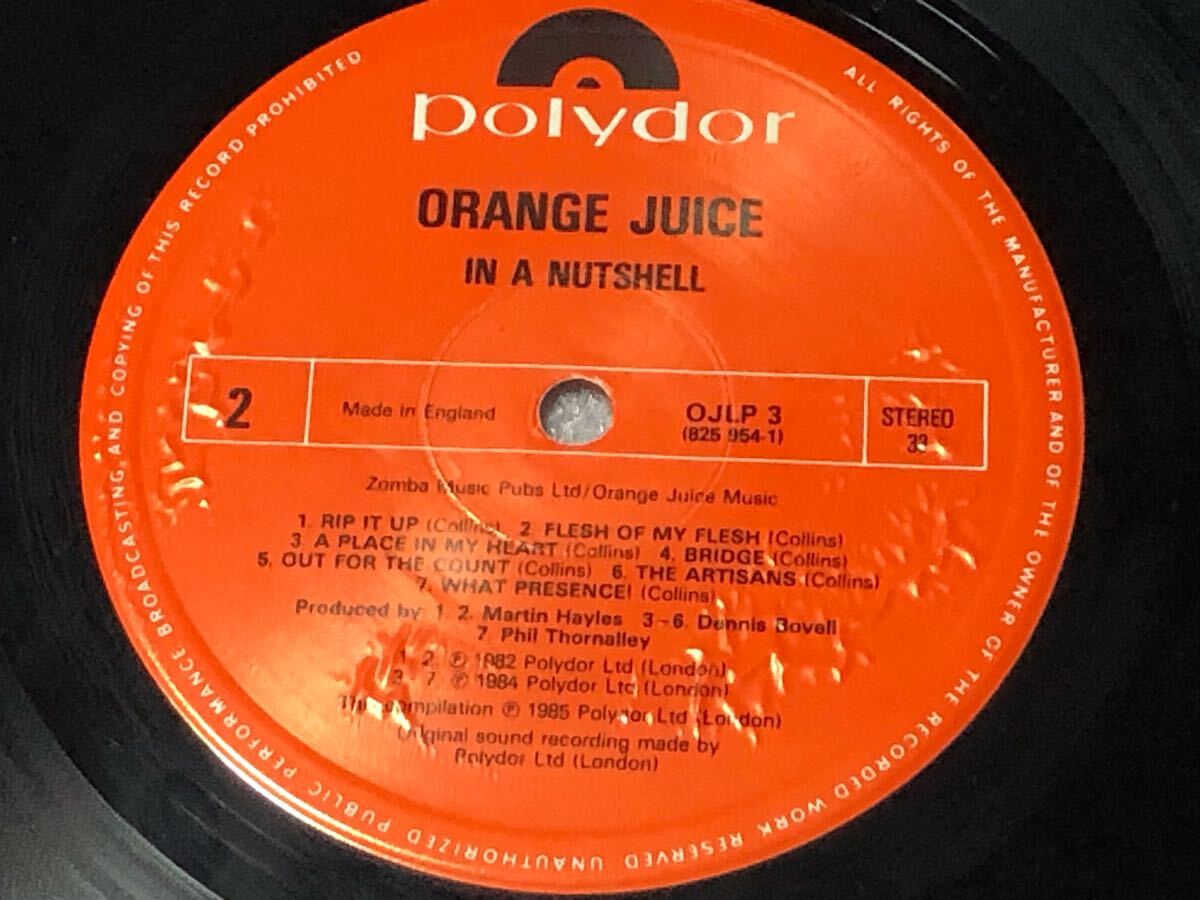 polydor
ORANGE JUICE
IN A NUTSHELL
2
Made in England
OJLP 3
(825 954-1)
STEREO
33
Zomba Music Pubs Ltd/Orange Juice Music
1. RIP IT UP (Collins) 2. FLESH OF MY FLESH (Collins)
3. A PLACE IN MY HEART (Collins) 4. BRIDGE (Collins)
5. OUT FOR THE COUNT (Collins) 6. THE ARTISANS (Collins)
7. WHAT PRESENCE! (Collins)
Produced by: 1. 2. Martin Hayles 3-6. Dennis Bovell
7. Phil Thornalley
1. 2. ℗ 1982 Polydor Ltd (London)
3 - 7 ℗ 1984 Polydor Ltd (London)
This compilation ℗ 1985 Polydor Ltd (London)
Original sound recording made by
Polydor Ltd (London)
ALL RIGHTS OF THE MANUFACTURER AND OF THE OWNER OF THE RECORDED WORK RESERVED UNAUTHORIZED PUBLIC PERFORMANCE BROADCASTING AND COPYING OF THIS RECORD PROHIBITED